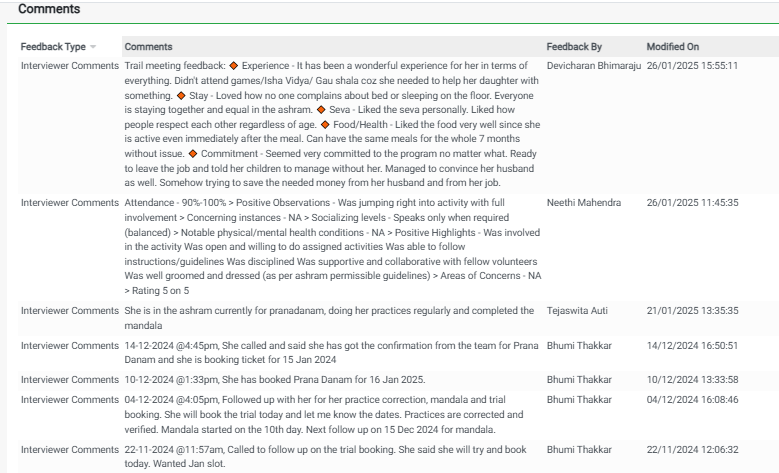 Comments
Feedback Type Comments Feedback By Modified On
Interviewer Comments Trail meeting feedback: 🔶 Experience - It has been a wonderful experience for her in terms of Devicharan Bhimaraju 26/01/2025 15:55:11
everything. Didn't attend games/Isha Vidya/ Gau shala coz she needed to help her daughter with
something. 🔶 Stay - Loved how no one complains about bed or sleeping on the floor. Everyone
is staying together and equal in the ashram. 🔶 Seva - Liked the seva personally. Liked how
people respect each other regardless of age. 🔶 Food/Health - Liked the food very well since she
is active even immediately after the meal. Can have the same meals for the whole 7 months
without issue. 🔶 Commitment - Seemed very committed to the program no matter what. Ready
to leave the job and told her children to manage without her. Managed to convince her husband
as well. Somehow trying to save the needed money from her husband and from her job.
Interviewer Comments Attendance - 90%-100% > Positive Observations - Was jumping right into activity with full Neethi Mahendra 26/01/2025 11:45:35
involvement > Concerning instances - NA > Socializing levels - Speaks only when required
(balanced) > Notable physical/mental health conditions - NA > Positive Highlights - Was involved
in the activity Was open and willing to do assigned activities Was able to follow
instructions/guidelines Was disciplined Was supportive and collaborative with fellow volunteers
Was well groomed and dressed (as per ashram permissible guidelines) > Areas of Concerns - NA
> Rating 5 on 5
Interviewer Comments She is in the ashram currently for pranadanam, doing her practices regularly and completed the Tejaswita Auti 21/01/2025 13:35:35
mandala
Interviewer Comments 14-12-2024 @4:45pm, She called and said she has got the confirmation from the team for Prana Bhumi Thakkar 14/12/2024 16:50:51
Danam and she is booking ticket for 15 Jan 2024
Interviewer Comments 10-12-2024 @1:33pm, She has booked Prana Danam for 16 Jan 2025. Bhumi Thakkar 10/12/2024 13:33:58
Interviewer Comments 04-12-2024 @4:05pm, Followed up with her for her practice correction, mandala and trial Bhumi Thakkar 04/12/2024 16:08:46
booking. She will book the trial today and let me know the dates. Practices are corrected and
verified. Mandala started on the 10th day. Next follow up on 15 Dec 2024 for mandala.
Interviewer Comments 22-11-2024 @11:57am, Called to follow up on the trial booking. She said she will try and book Bhumi Thakkar 22/11/2024 12:06:32
today. Wanted Jan slot.